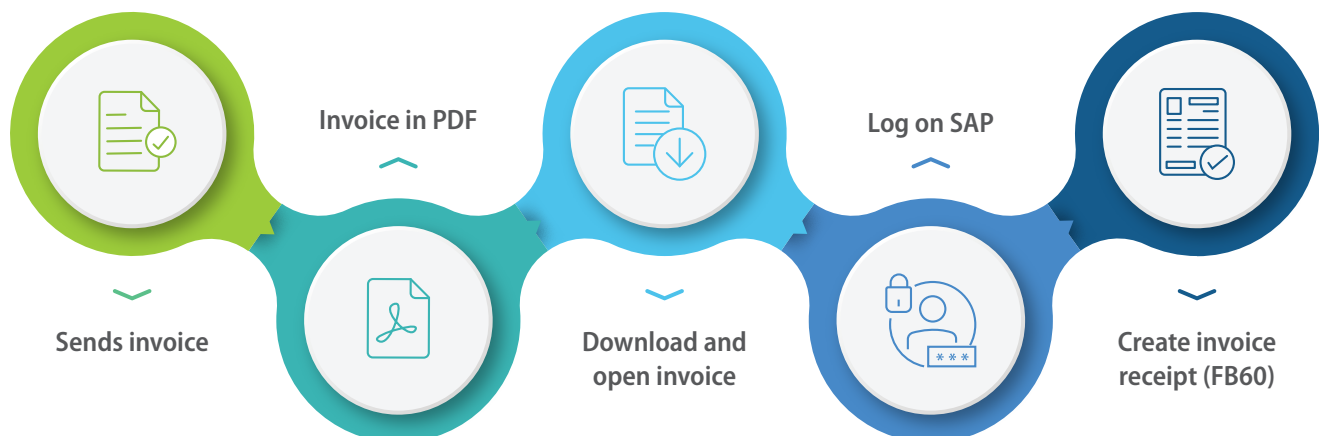 Sends invoice
Invoice in PDF
Download and
open invoice
Log on SAP
* * *
Create invoice
receipt (FB60)